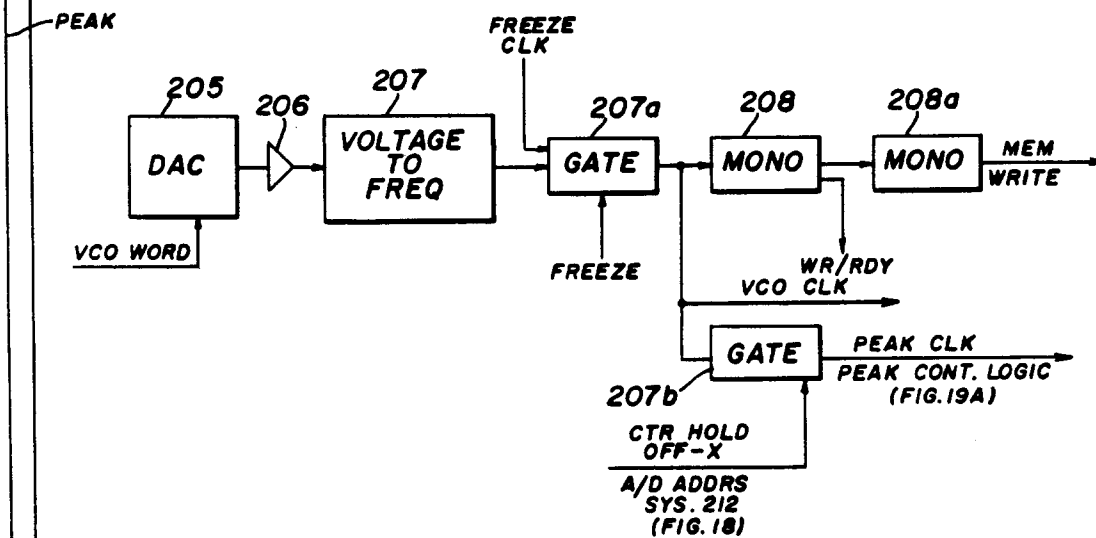 PEAK
FREEZE
CLK
205
206
207
207a
208
208a
DAC
VOLTAGE
TO
FREQ
GATE
MONO
MONO
MEM
WRITE
VCO WORD
FREEZE
WR/RDY
VCO CLK
GATE
207b
PEAK CLK
PEAK CONT. LOGIC
(FIG. 19A)
CTR HOLD
OFF-X
A/D ADDRS
SYS. 212
(FIG. 18)